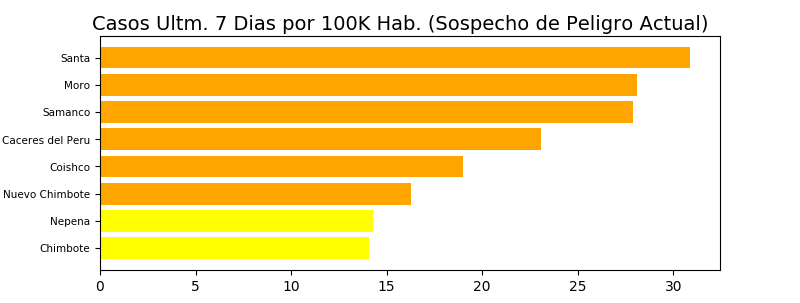 Casos Ultm. 7 Dias por 100K Hab. (Sospecho de Peligro Actual)
Santa
Moro
Samanco
Caceres del Peru
Coishco
Nuevo Chimbote
Nepena
Chimbote
0 5 10 15 20 25 30